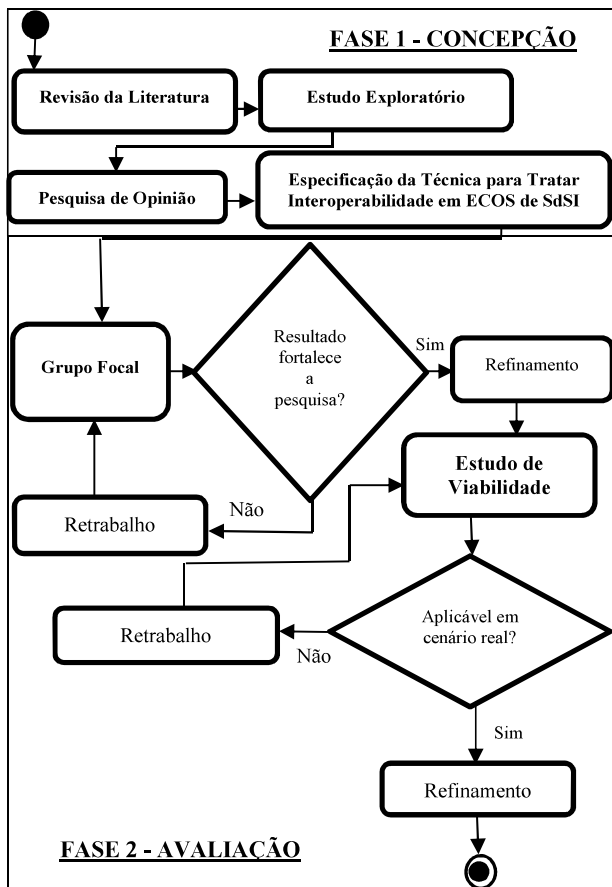 FASE 1 - CONCEPÇÃO
Revisão da Literatura
Estudo Exploratório
Pesquisa de Opinião
Especificação da Técnica para Tratar
Interoperabilidade em ECOS de SdSI
Grupo Focal
Resultado
fortalece
a
pesquisa?
Sim
Refinamento
Não
Retrabalho
Estudo de
Viabilidade
Aplicável em
cenário real?
Não
Retrabalho
Sim
Refinamento
FASE 2 - AVALIAÇÃO